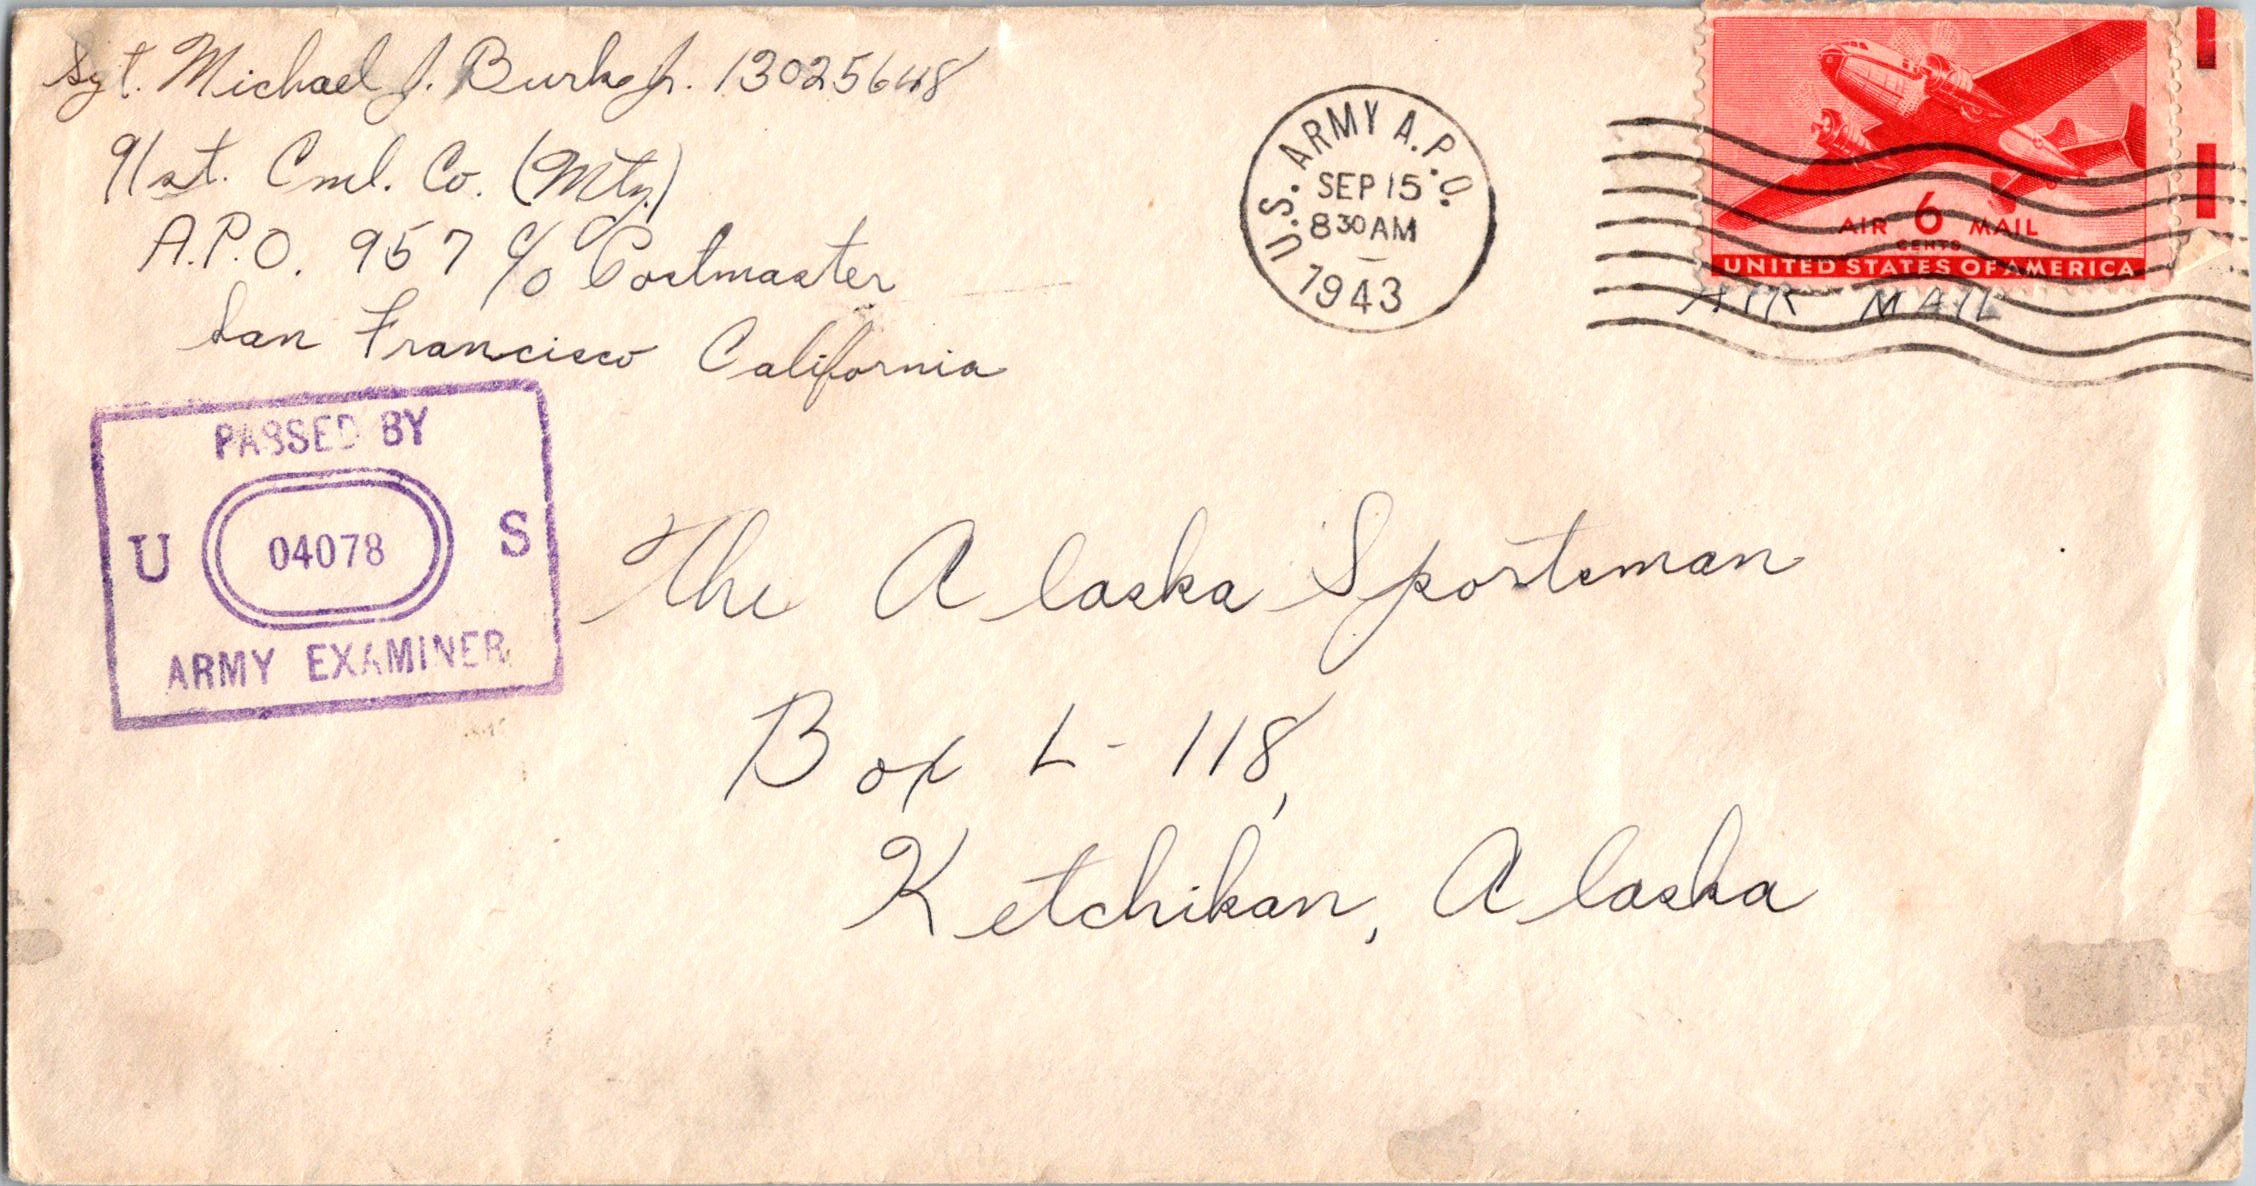 Sgt. Michael J. Burke Jr. 13025648
91st. Cml. Co. (Mtz.)
A.P.O. 957 c/o Postmaster
San Francisco California
U.S. ARMY A.P.O.
SEP 15
8 30 AM
1943
AIR 6 MAIL
CENTS
UNITED STATES OF AMERICA
AIR MAIL
PASSED BY
U 04078 S
ARMY EXAMINER
The Alaska Sportsman
Box L-118,
Ketchikan, Alaska